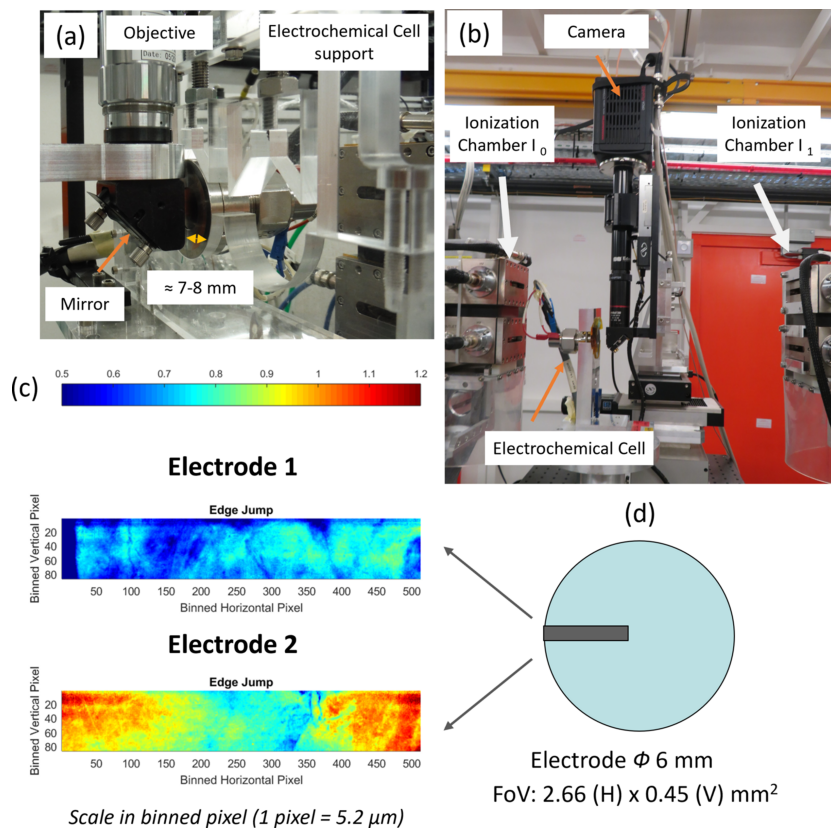 (a)
Objective
Date: 05
Electrochemical Cell
support
Mirror
≈ 7-8 mm
(b)
Camera
Ionization
Chamber I 0
Ionization
Chamber I 1
Electrochemical Cell
(c)
0.5 0.6 0.7 0.8 0.9 1 1.1 1.2
Electrode 1
Edge Jump
Binned Vertical Pixel
20
40
60
80
50 100 150 200 250 300 350 400 450 500
Binned Horizontal Pixel
Electrode 2
Edge Jump
Binned Vertical Pixel
20
40
60
80
50 100 150 200 250 300 350 400 450 500
Binned Horizontal Pixel
Scale in binned pixel (1 pixel = 5.2 µm)
(d)
Electrode Φ 6 mm
FoV: 2.66 (H) x 0.45 (V) mm²